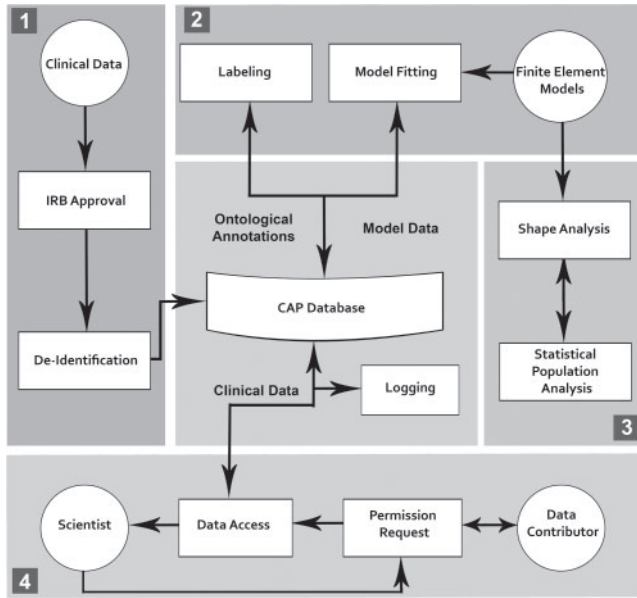 1
Clinical Data
IRB Approval
De-Identification
2
Labeling
Model Fitting
Finite Element
Models
Ontological
Annotations
Model Data
CAP Database
Clinical Data
Logging
Shape Analysis
Statistical
Population
Analysis
3
Scientist
Data Access
Permission
Request
Data
Contributor
4